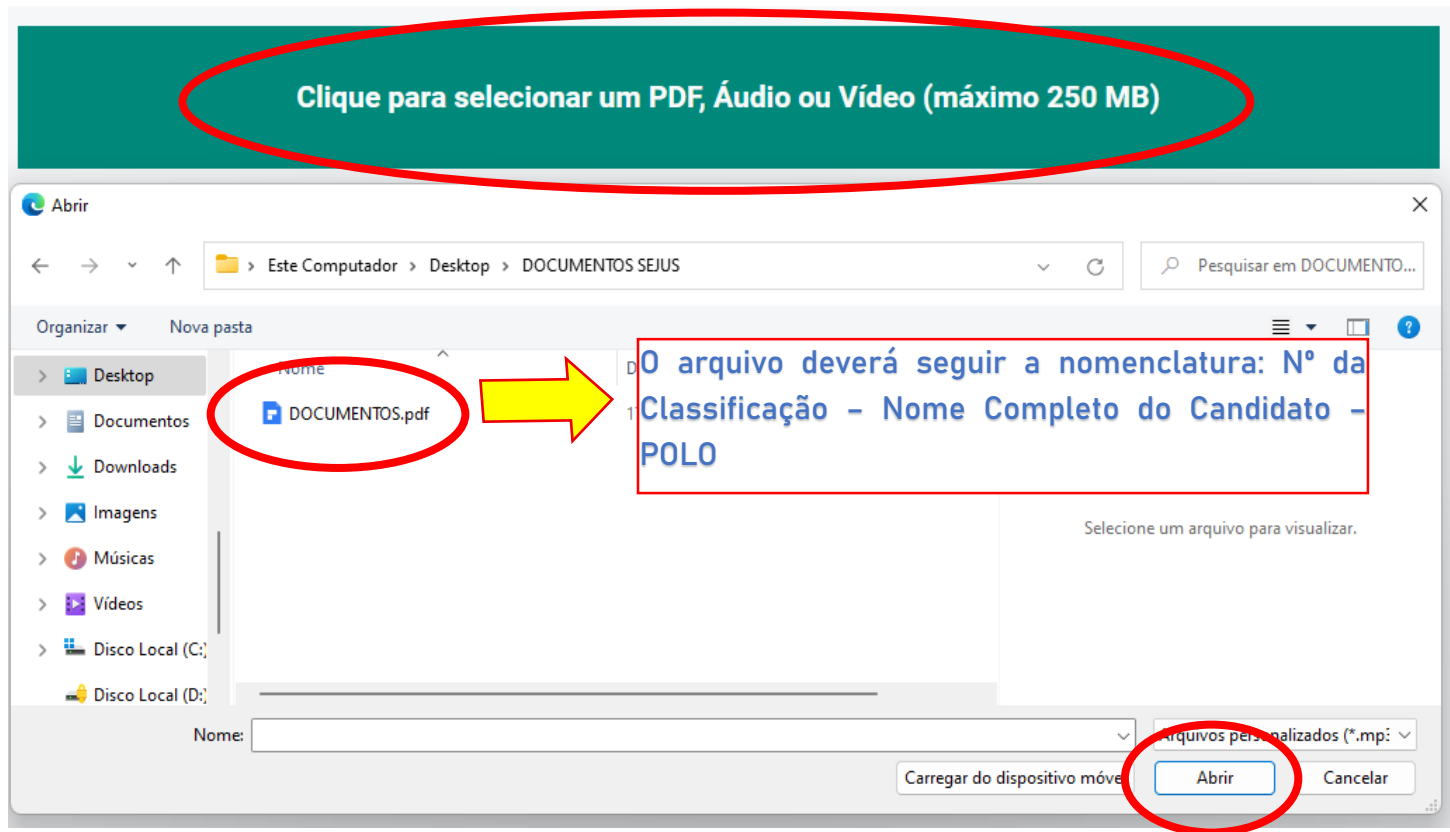 Clique para selecionar um PDF, Áudio ou Vídeo (máximo 250 MB)
Abrir
Este Computador > Desktop > DOCUMENTOS SEJUS
Pesquisar em DOCUMENTO...
Organizar
Nova pasta
Desktop
Documentos
Downloads
Imagens
Músicas
Vídeos
Disco Local (C:)
Disco Local (D:)
Nome
DOCUMENTOS.pdf
O arquivo deverá seguir a nomenclatura: Nº da
Classificação – Nome Completo do Candidato –
POLO
Selecione um arquivo para visualizar.
Nome:
Arquivos personalizados (*.mp3
Carregar do dispositivo móve
Abrir
Cancelar